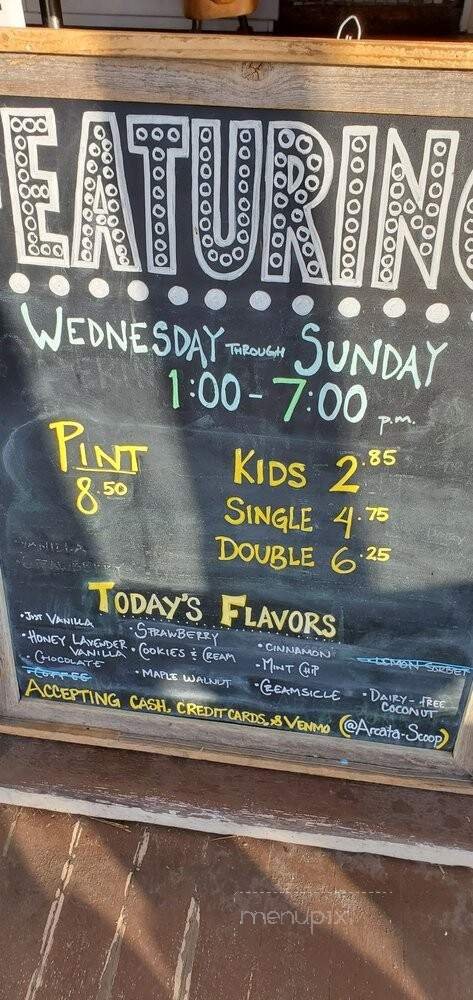 FEATURING
WEDNESDAY THROUGH SUNDAY
1:00-7:00 p.m.
PINT
8.50
KIDS 2.85
SINGLE 4.75
DOUBLE 6.25
VANILLA
TODAY'S FLAVORS
• JUST VANILLA
• HONEY LAVENDER
VANILLA
• CHOCOLATE
• COFFEE
• STRAWBERRY
• COOKIES & CREAM
• MAPLE WALNUT
• CINNAMON
• MINT CHIP
• CREAMSICLE
• LEMON SORBET
• DAIRY-FREE
COCONUT
ACCEPTING CASH, CREDIT CARDS, & VENMO (@Arcata-Scoop)
menupix